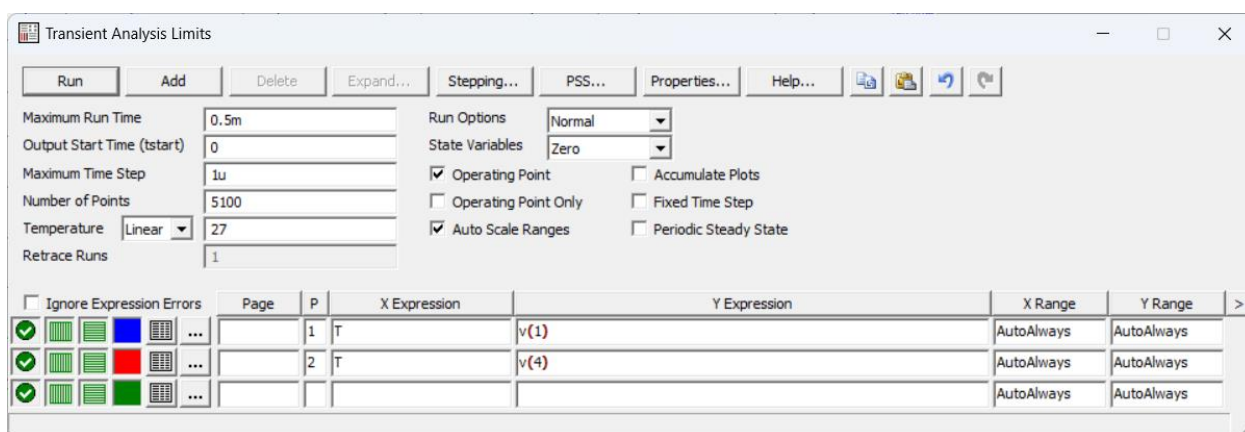 Transient Analysis Limits
Run Add Delete Expand... Stepping... PSS... Properties... Help...
Maximum Run Time 0.5m Run Options Normal
Output Start Time (tstart) 0 State Variables Zero
Maximum Time Step 1u Operating Point Accumulate Plots
Number of Points 5100 Operating Point Only Fixed Time Step
Temperature Linear 27 Auto Scale Ranges Periodic Steady State
Retrace Runs 1
Ignore Expression Errors Page P X Expression Y Expression X Range Y Range >
... 1 T v(1) AutoAlways AutoAlways
... 2 T v(4) AutoAlways AutoAlways
... AutoAlways AutoAlways